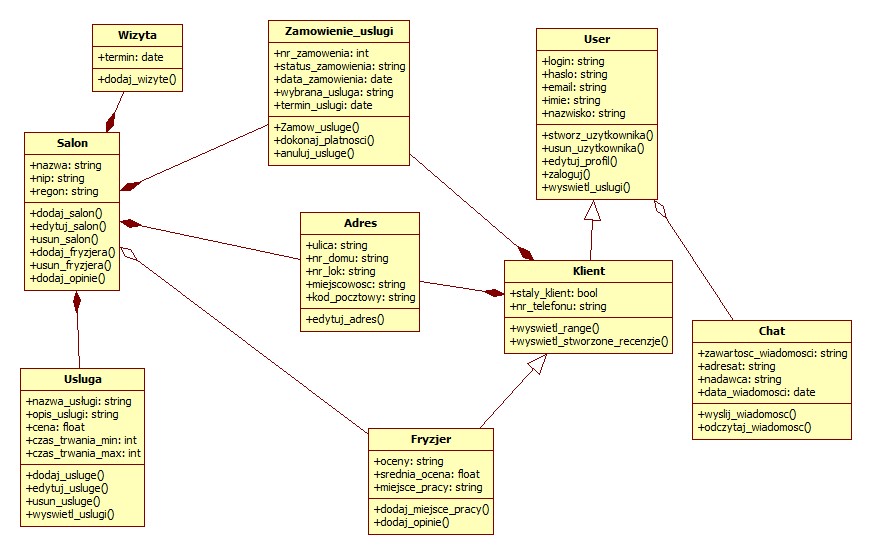 Wizyta
+termin: date
+dodaj_wizyte()
Zamowienie_uslugi
+nr_zamowenia: int
+status_zamowienia: string
+data_zamowienia: date
+wybrana_usluga: string
+termin_uslugi: date
+Zamow_usluge()
+dokonaj_platnosci()
+anuluj_usluge()
User
+login: string
+haslo: string
+email: string
+imie: string
+nazwisko: string
+stworz_uzytkownika()
+usun_uzytkownika()
+edytuj_profil()
+zaloguj()
+wyswietl_uslugi()
Salon
+nazwa: string
+nip: string
+regon: string
+dodaj_salon()
+edytuj_salon()
+usun_salon()
+dodaj_fryzjera()
+usun_fryzjera()
+dodaj_opinie()
Adres
+ulica: string
+nr_domu: string
+nr_lok: string
+miejscowosc: string
+kod_pocztowy: string
+edytuj_adres()
Klient
+staly_klient: bool
+nr_telefonu: string
+wyswietl_range()
+wyswietl_stworzone_recenzje()
Chat
+zawartosc_wiadomosci: string
+adresat: string
+nadawca: string
+data_wiadomosci: date
+wyslij_wiadomosc()
+odczytaj_wiadomosc()
Usluga
+nazwa_usługi: string
+opis_uslugi: string
+cena: float
+czas_trwania_min: int
+czas_trwania_max: int
+dodaj_usluge()
+edytuj_usluge()
+usun_usluge()
+wyswietl_uslugi()
Fryzjer
+oceny: string
+srednia_ocena: float
+miejsce_pracy: string
+dodaj_miejsce_pracy()
+dodaj_opinie()